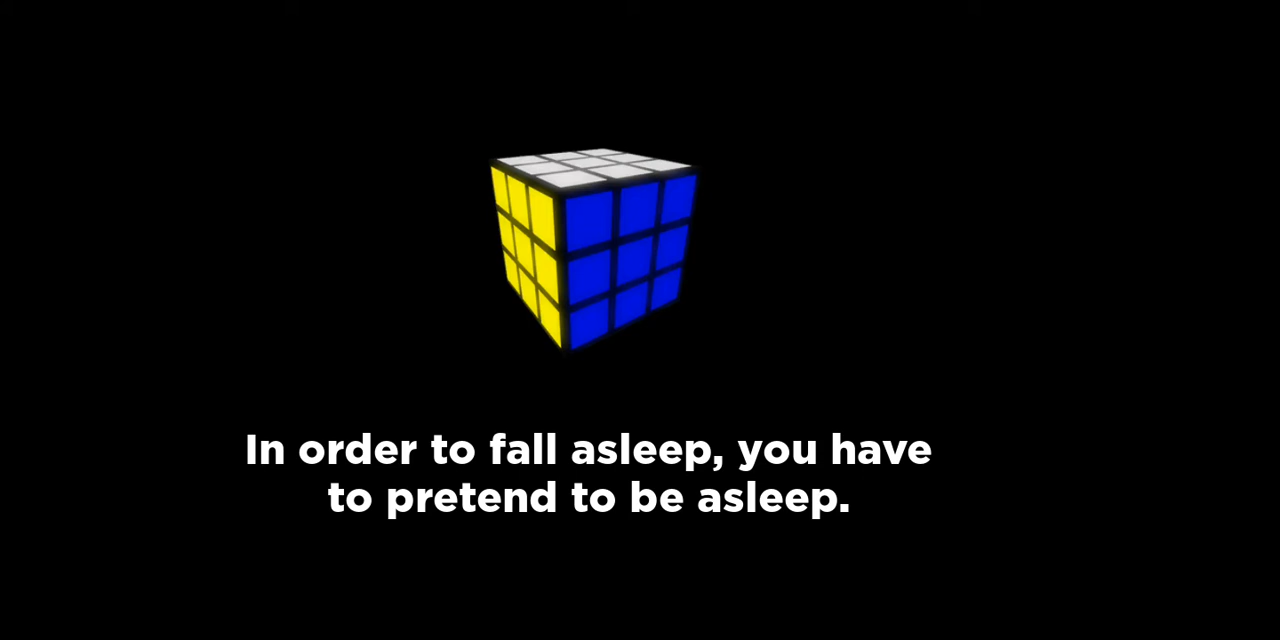 In order to fall asleep, you have
to pretend to be asleep.